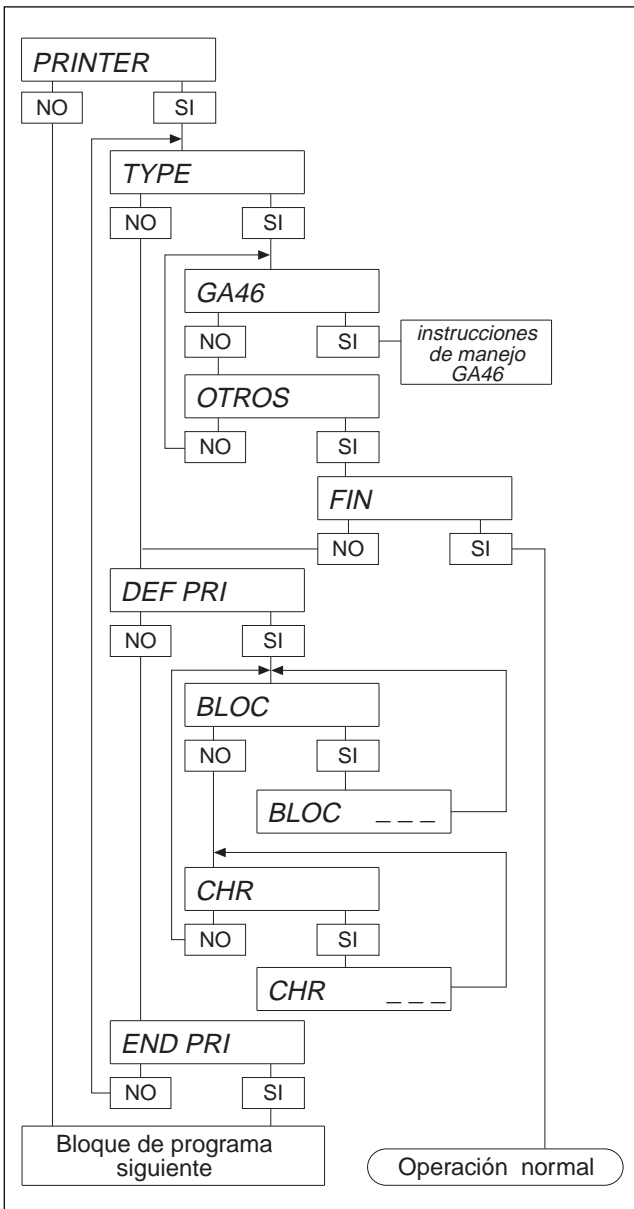 PRINTER
NO SI
TYPE
NO SI
GA46
NO SI
instrucciones
de manejo
GA46
OTROS
NO SI
FIN
NO SI
DEF PRI
NO SI
BLOC
NO SI
BLOC _ _ _
CHR
NO SI
CHR _ _ _
END PRI
NO SI
Bloque de programa
siguiente
Operación normal